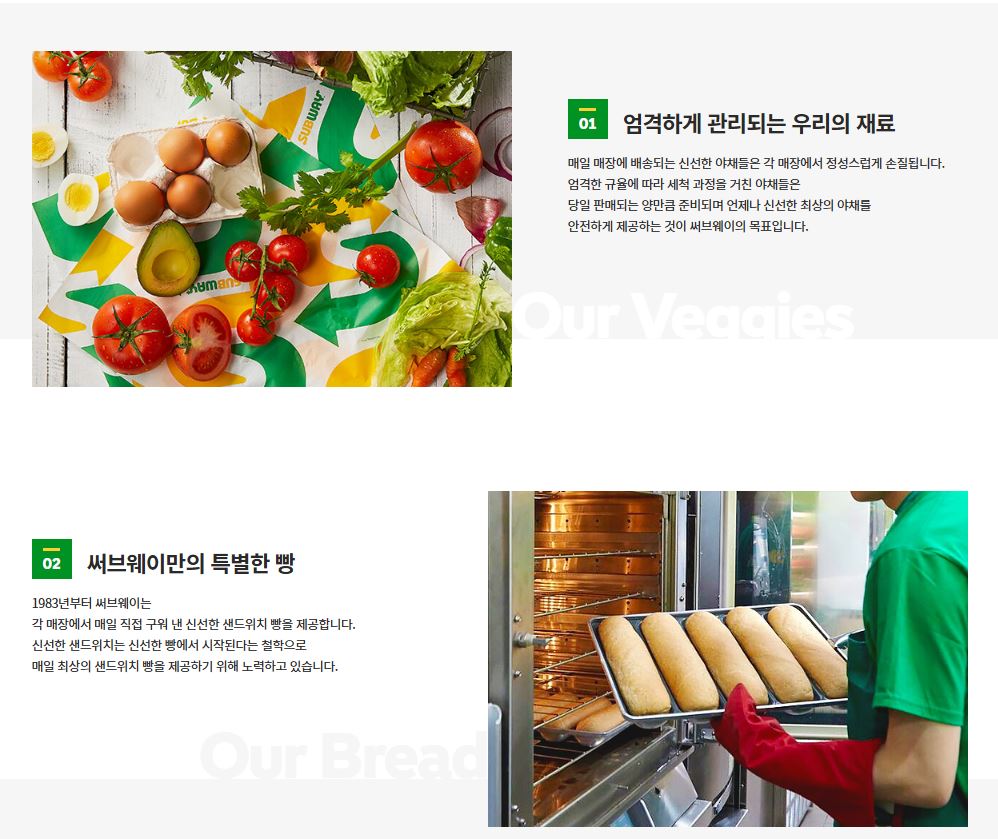 SUBWAY
SUBWAY
01
엄격하게 관리되는 우리의 재료
매일 매장에 배송되는 신선한 야채들은 각 매장에서 정성스럽게 손질됩니다.
엄격한 규율에 따라 세척 과정을 거친 야채들은
당일 판매되는 양만큼 준비되며 언제나 신선한 최상의 야채를
안전하게 제공하는 것이 써브웨이의 목표입니다.
Our Veggies
02
써브웨이만의 특별한 빵
1983년부터 써브웨이는
각 매장에서 매일 직접 구워 낸 신선한 샌드위치 빵을 제공합니다.
신선한 샌드위치는 신선한 빵에서 시작된다는 철학으로
매일 최상의 샌드위치 빵을 제공하기 위해 노력하고 있습니다.
Our Bread